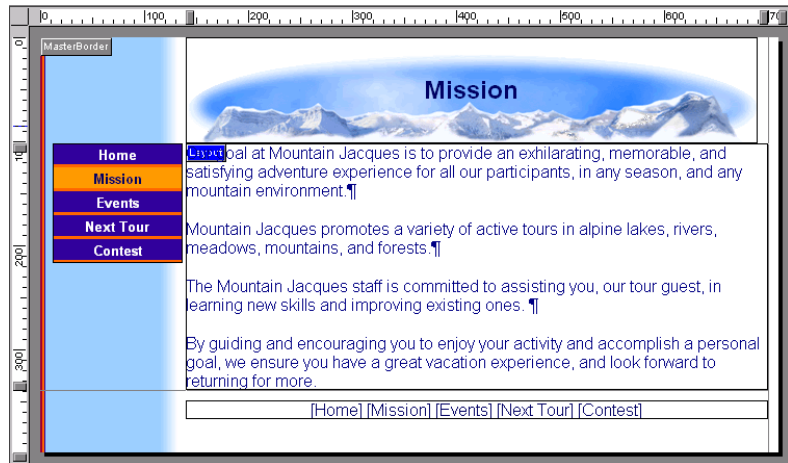 0 100 200 300 400 500 600 70
MasterBorder
0
Mission
Home
Mission
Events
Next Tour
Contest
Layout
oal at Mountain Jacques is to provide an exhilarating, memorable, and
satisfying adventure experience for all our participants, in any season, and any
mountain environment.¶
Mountain Jacques promotes a variety of active tours in alpine lakes, rivers,
meadows, mountains, and forests.¶
The Mountain Jacques staff is committed to assisting you, our tour guest, in
learning new skills and improving existing ones. ¶
By guiding and encouraging you to enjoy your activity and accomplish a personal
goal, we ensure you have a great vacation experience, and look forward to
returning for more.
200
300
[Home] [Mission] [Events] [Next Tour] [Contest]